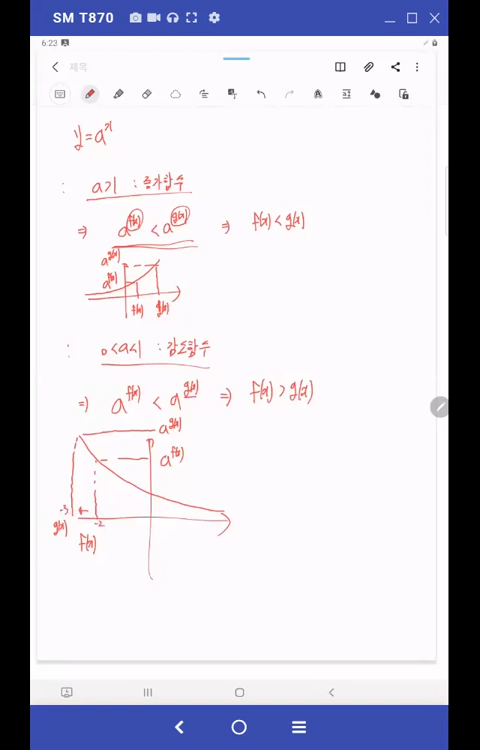 SM T870
6:23
제목
y=a^x
: a>1 : 증가함수
⇒ a^f(x) < a^g(x) ⇒ f(x)<g(x)
a^g(x)
a^f(x)
f(x) g(x)
: 0<a<1 : 감소함수
⇒ a^f(x) < a^g(x) ⇒ f(x)>g(x)
a^g(x)
a^f(x)
-3 -2
g(x)
f(x)